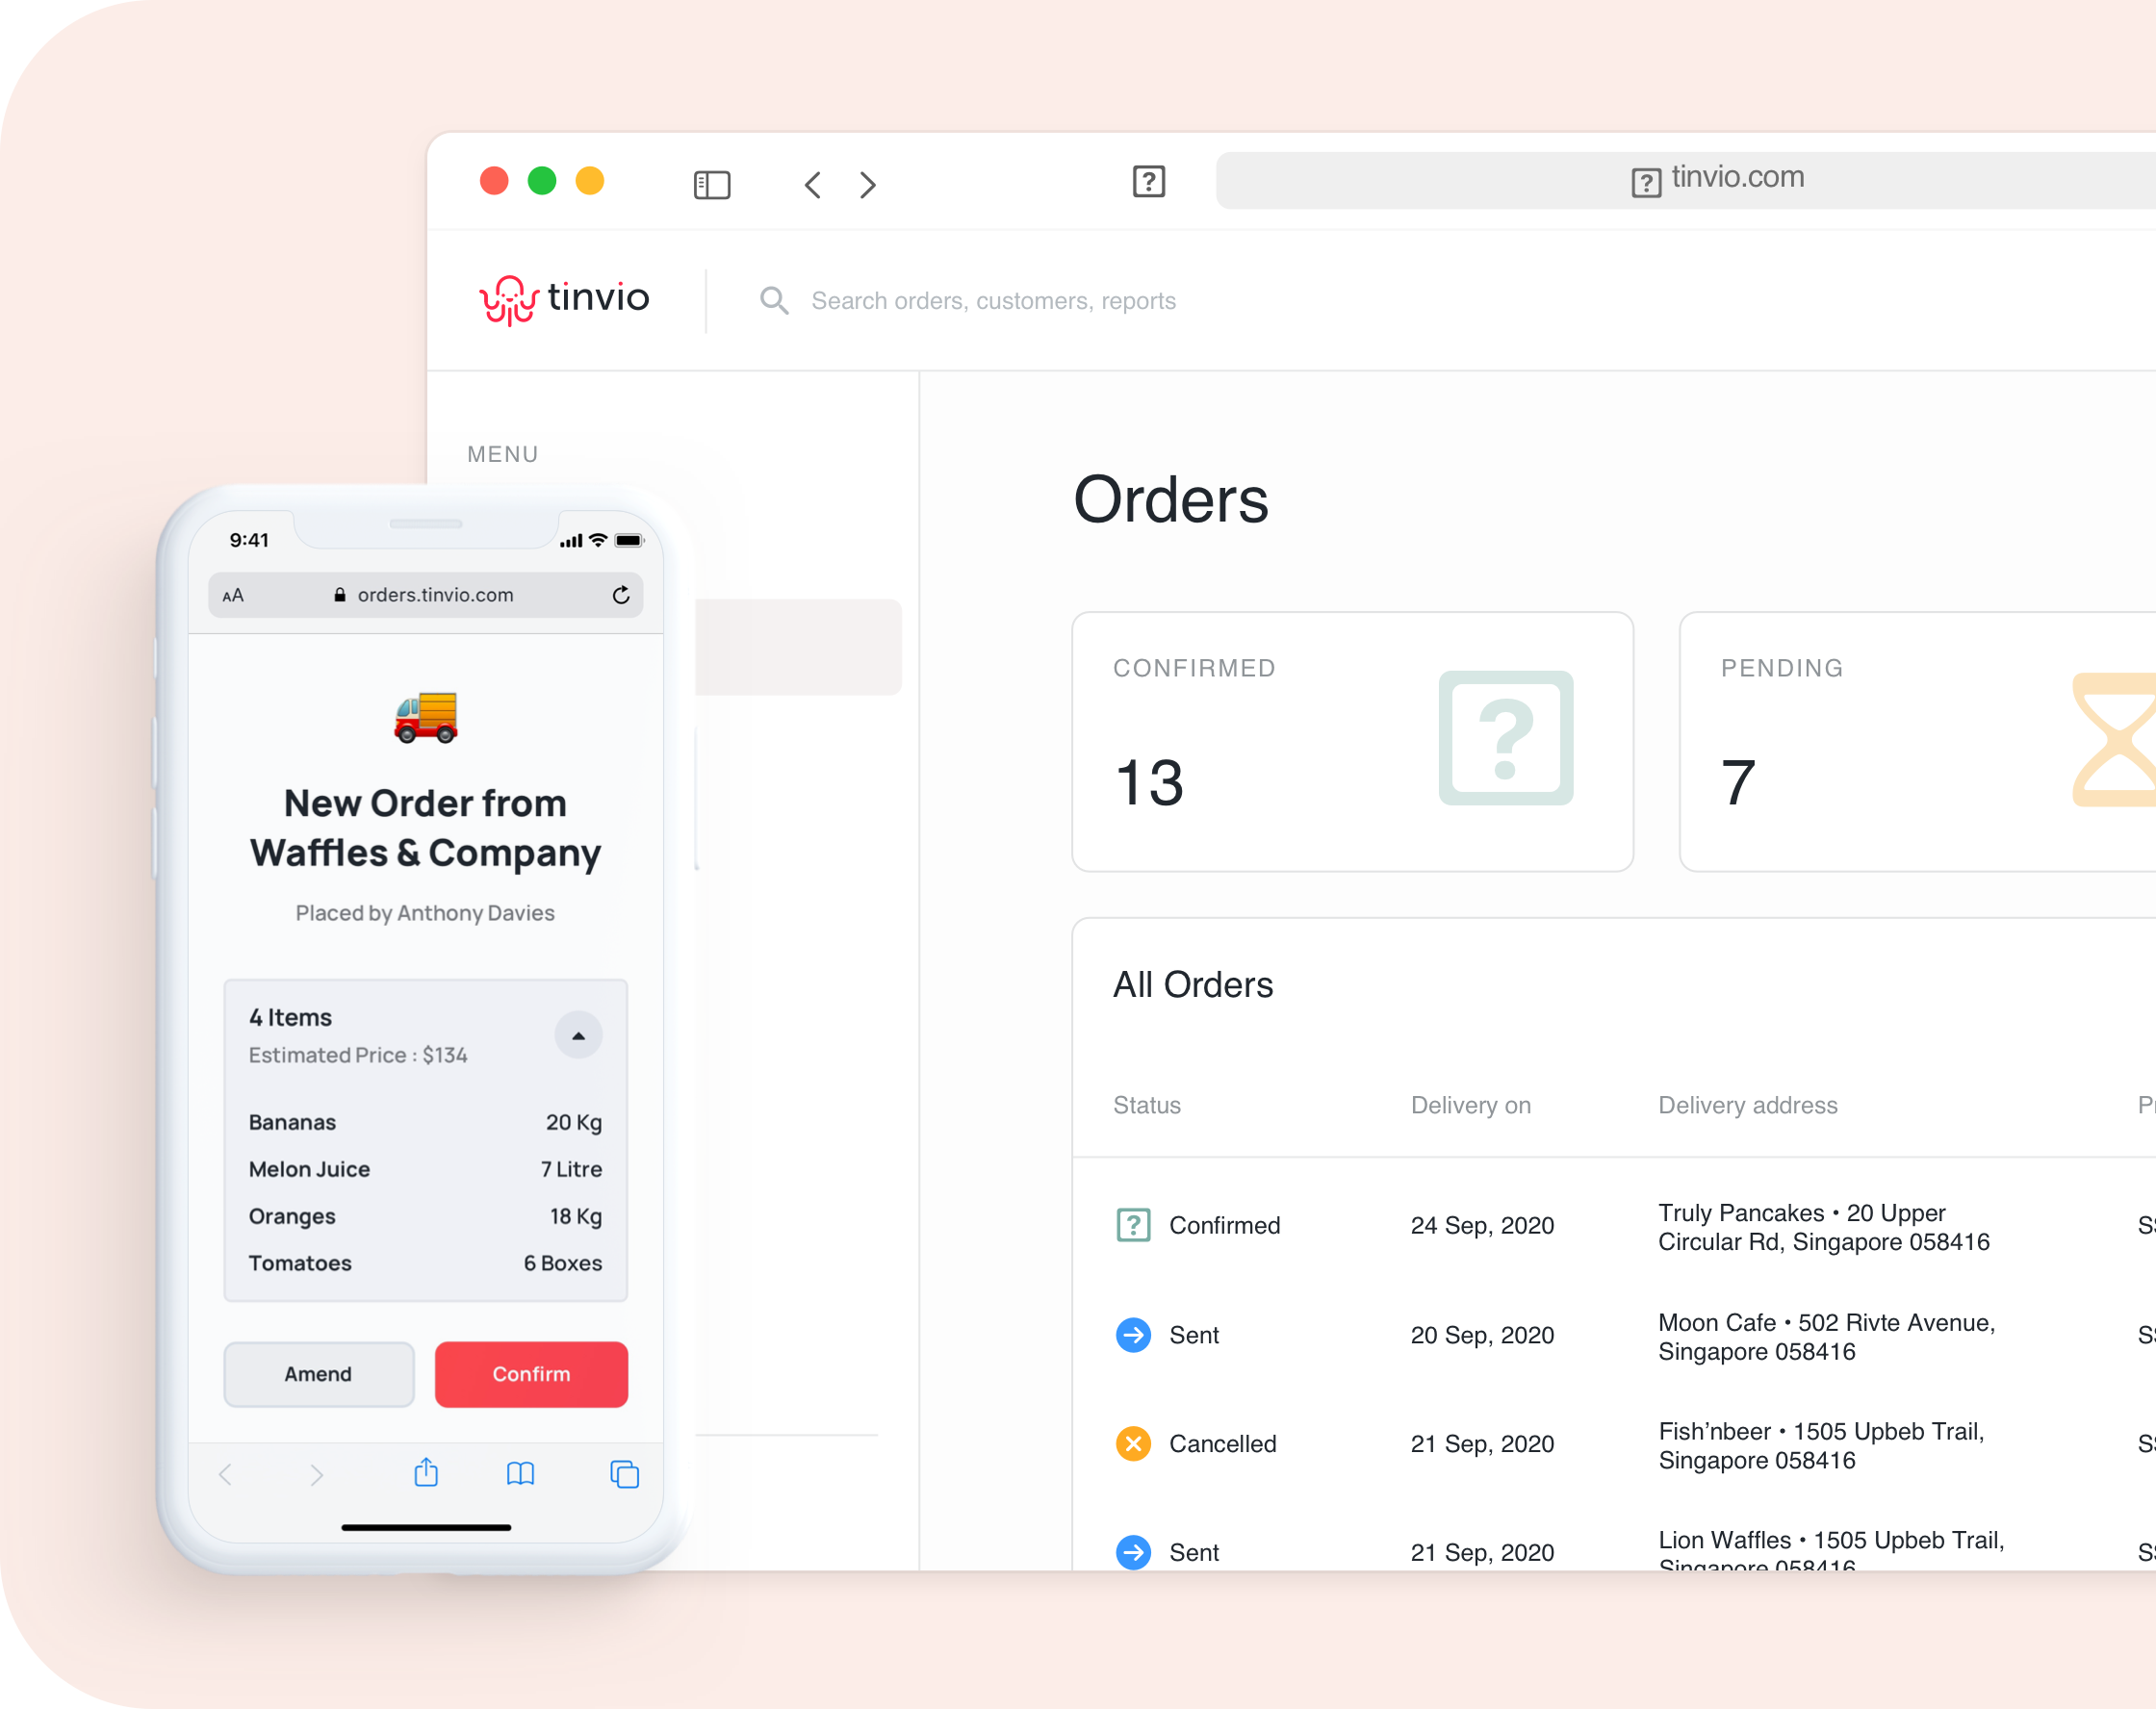 tinvio.com
tinvio
Search orders, customers, reports
MENU
Orders
CONFIRMED
13
PENDING
7
All Orders
Status Delivery on Delivery address
Confirmed 24 Sep, 2020 Truly Pancakes • 20 Upper
Circular Rd, Singapore 058416
Sent 20 Sep, 2020 Moon Cafe • 502 Rivte Avenue,
Singapore 058416
Cancelled 21 Sep, 2020 Fish’nbeer • 1505 Upbeb Trail,
Singapore 058416
Sent 21 Sep, 2020 Lion Waffles • 1505 Upbeb Trail,
Singapore 058416
9:41
AA orders.tinvio.com
New Order from
Waffles & Company
Placed by Anthony Davies
4 Items
Estimated Price : $134
Bananas 20 Kg
Melon Juice 7 Litre
Oranges 18 Kg
Tomatoes 6 Boxes
Amend Confirm